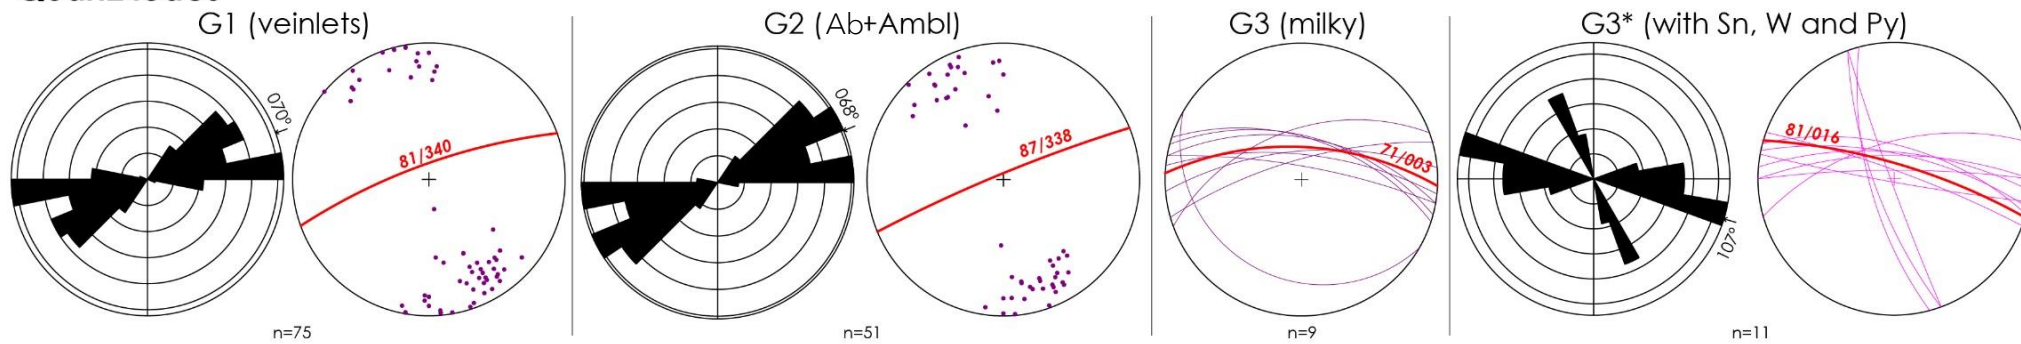 G1 (veinlets)
070°
81/340
n=75
G2 (Ab+Ambl)
068°
87/338
n=51
G3 (milky)
71/003
n=9
G3* (with Sn, W and Py)
107°
81/016
n=11